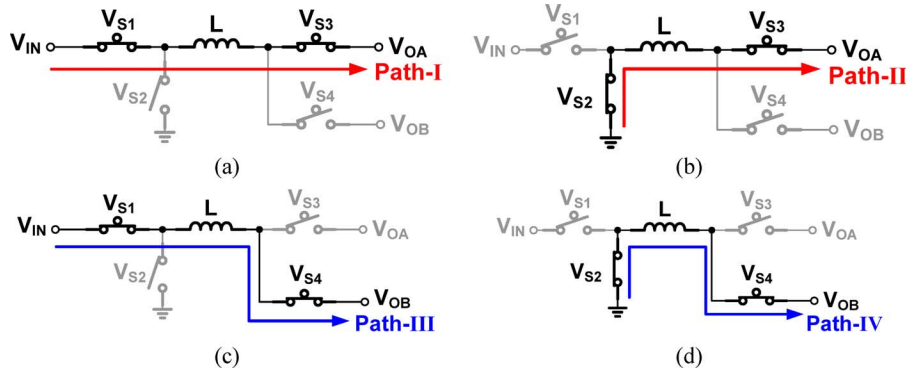 VS1 L VS3
VIN VOA
Path-I
VS2 VS4
VOB
(a)
VS1 L VS3
VIN VOA
Path-II
VS2 VS4
VOB
(b)
VS1 L VS3
VIN VOA
VS2 VS4
VOB
Path-III
(c)
VS1 L VS3
VIN VOA
VS2 VS4
VOB
Path-IV
(d)